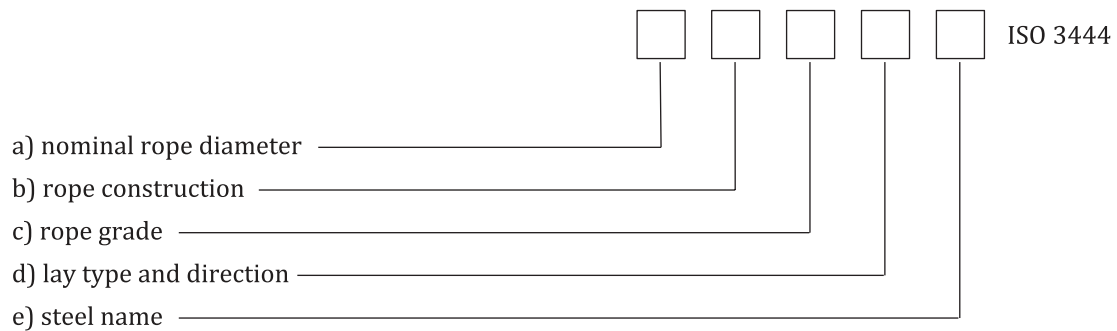 ISO 3444
a) nominal rope diameter
b) rope construction
c) rope grade
d) lay type and direction
e) steel name